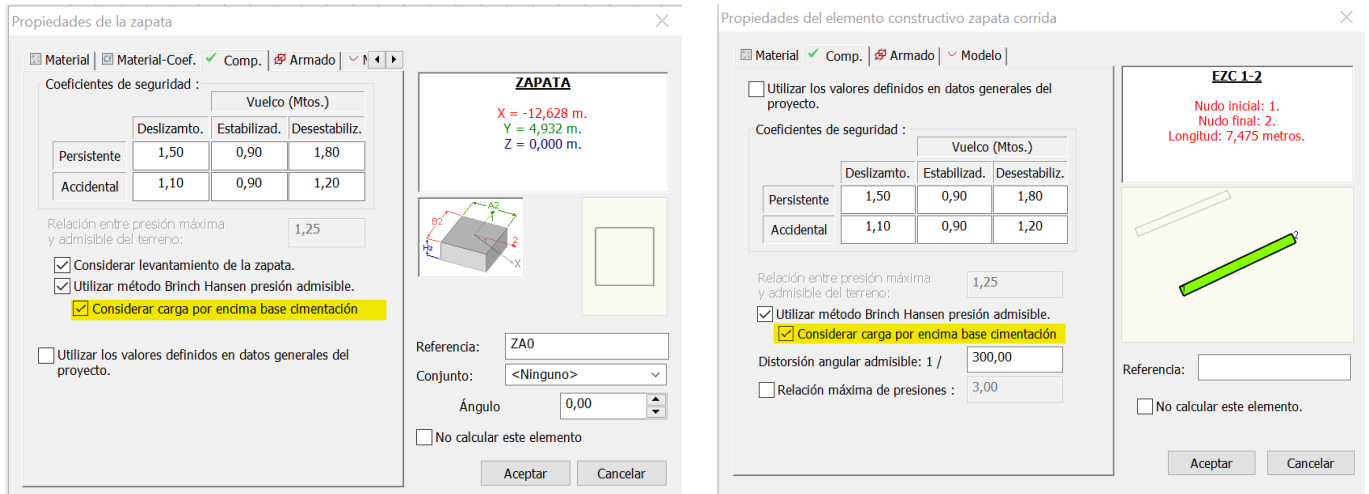 Propiedades de la zapata
Material
Material-Coef.
Comp.
Armado
Coeficientes de seguridad :
Vuelco (Mtos.)
Deslizamto. Estabilizad. Desestabiliz.
Persistente 1,50 0,90 1,80
Accidental 1,10 0,90 1,20
Relación entre presión máxima
y admisible del terreno: 1,25
Considerar levantamiento de la zapata.
Utilizar método Brinch Hansen presión admisible.
Considerar carga por encima base cimentación
Utilizar los valores definidos en datos generales del
proyecto.
ZAPATA
X = -12,628 m.
Y = 4,932 m.
Z = 0,000 m.
A2
B2
1
2
Hz
X
Referencia: ZA0
Conjunto: <Ninguno>
Ángulo 0,00
No calcular este elemento
Aceptar Cancelar
Propiedades del elemento constructivo zapata corrida
Material
Comp.
Armado
Modelo
Utilizar los valores definidos en datos generales del
proyecto.
Coeficientes de seguridad :
Vuelco (Mtos.)
Deslizamto. Estabilizad. Desestabiliz.
Persistente 1,50 0,90 1,80
Accidental 1,10 0,90 1,20
Relación entre presión máxima
y admisible del terreno: 1,25
Utilizar método Brinch Hansen presión admisible.
Considerar carga por encima base cimentación
Distorsión angular admisible: 1 / 300,00
Relación máxima de presiones : 3,00
EZC 1-2
Nudo inicial: 1.
Nudo final: 2.
Longitud: 7,475 metros.
2
Referencia:
No calcular este elemento.
Aceptar Cancelar